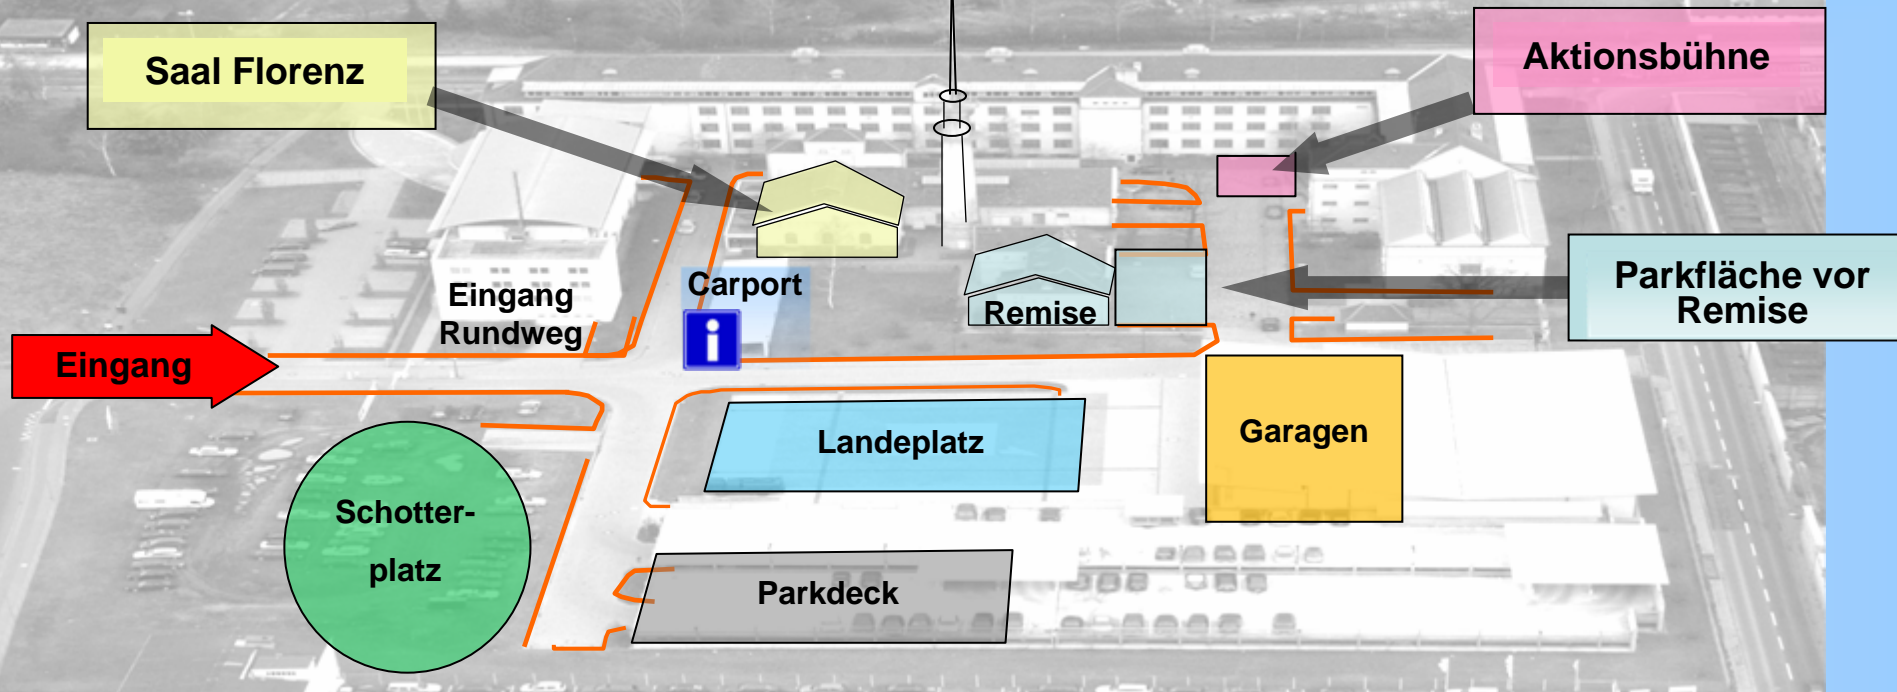 Saal Florenz
Aktionsbühne
Carport
Eingang
Rundweg
Remise
Parkfläche vor
Remise
Eingang
i
Landeplatz
Garagen
Schotter-
platz
Parkdeck